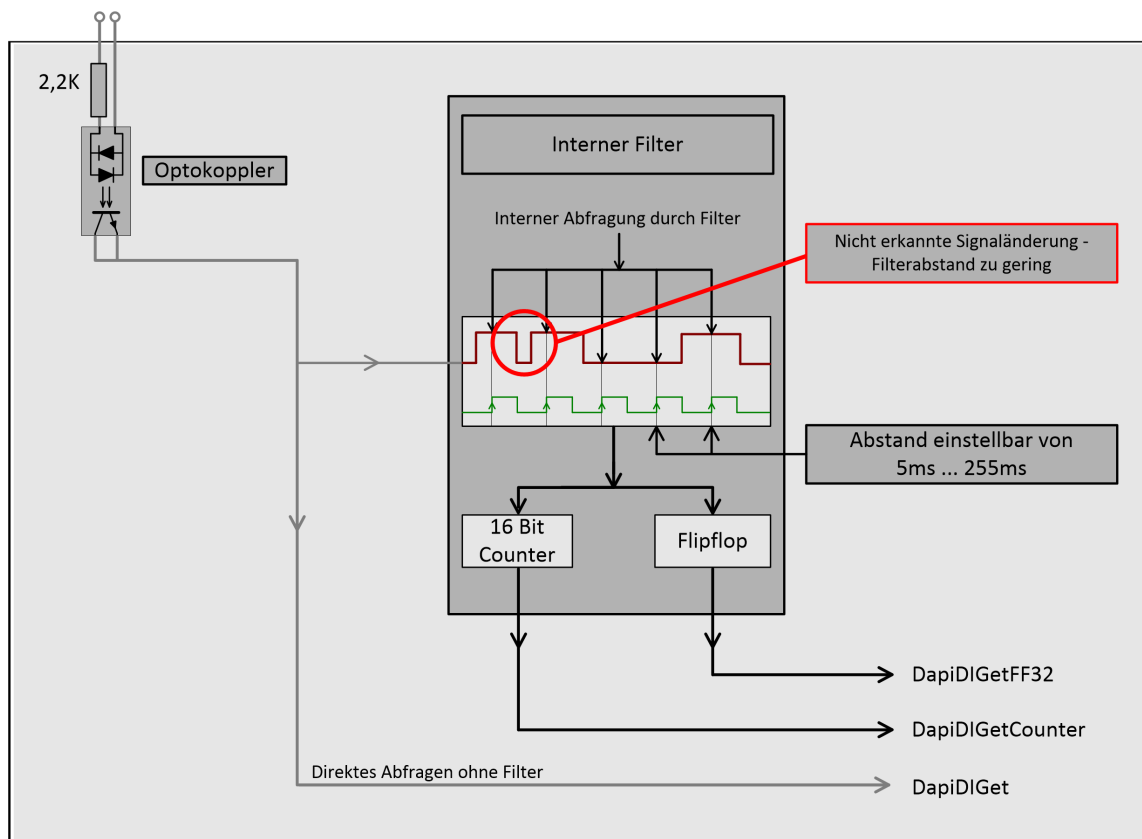 2,2K
Optokoppler
Interner Filter
Interner Abfragung durch Filter
Nicht erkannte Signaländerung -
Filterabstand zu gering
Abstand einstellbar von
5ms ... 255ms
16 Bit
Counter
Flipflop
DapiDIGetFF32
DapiDIGetCounter
Direktes Abfragen ohne Filter
DapiDIGet